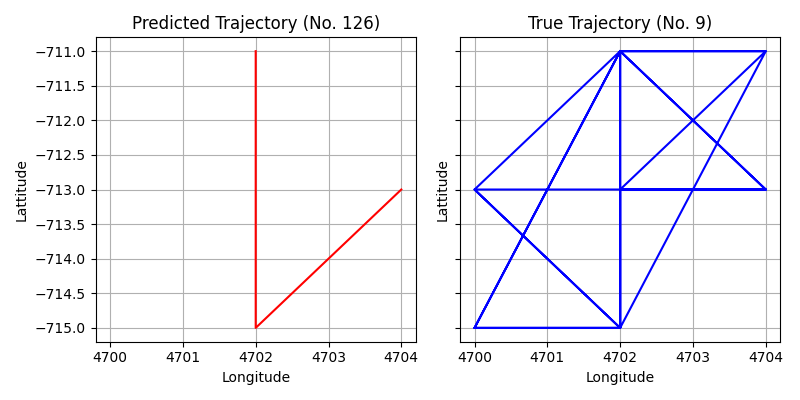 Predicted Trajectory (No. 126)
True Trajectory (No. 9)
−711.0
−711.5
−712.0
−712.5
−713.0
−713.5
−714.0
−714.5
−715.0
Lattitude
Lattitude
4700 4701 4702 4703 4704
4700 4701 4702 4703 4704
Longitude
Longitude